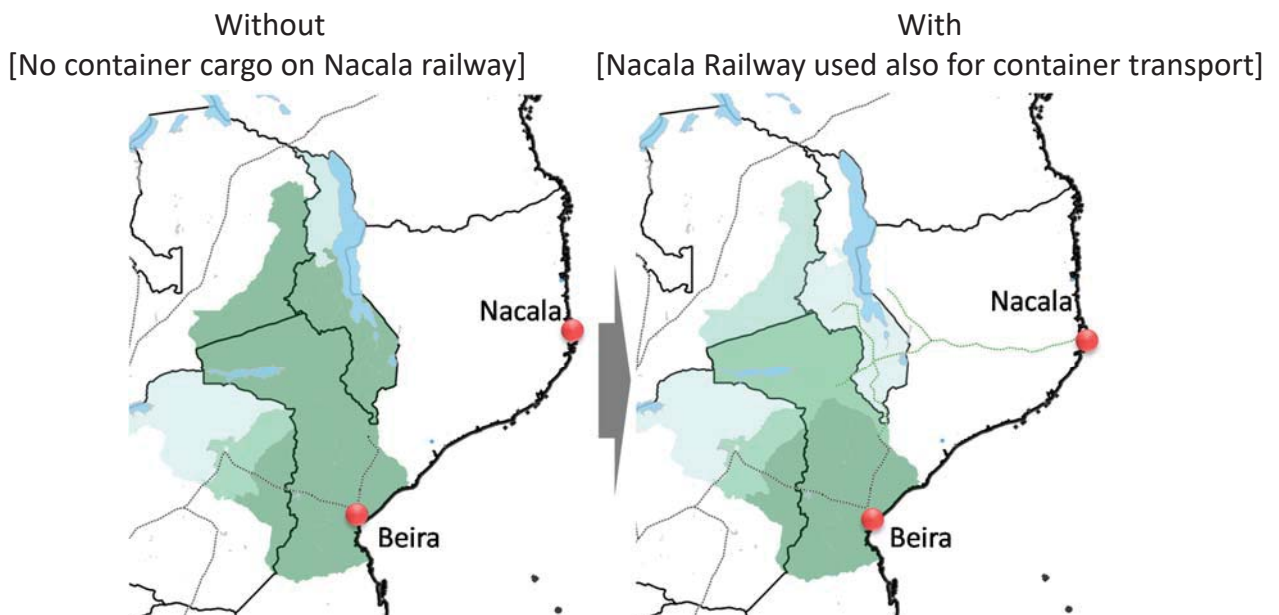 Without
[No container cargo on Nacala railway]
With
[Nacala Railway used also for container transport]
Nacala
Beira
Nacala
Beira